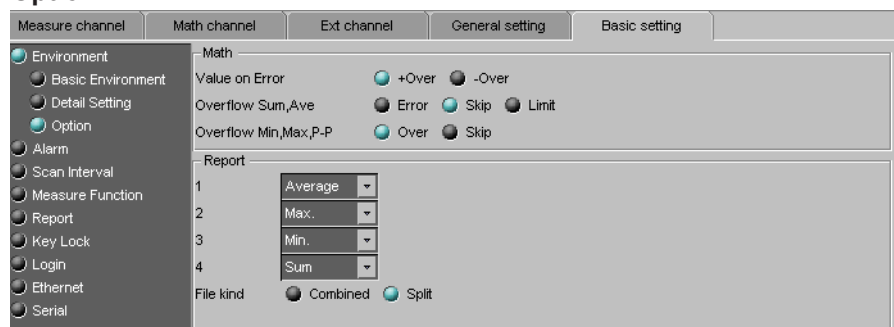 Measure channel Math channel Ext channel General setting Basic setting
Environment
Basic Environment
Detail Setting
Option
Alarm
Scan Interval
Measure Function
Report
Key Lock
Login
Ethernet
Serial
Math
Value on Error +Over -Over
Overflow Sum,Ave Error Skip Limit
Overflow Min,Max,P-P Over Skip
Report
1 Average
2 Max.
3 Min.
4 Sum
File kind Combined Split